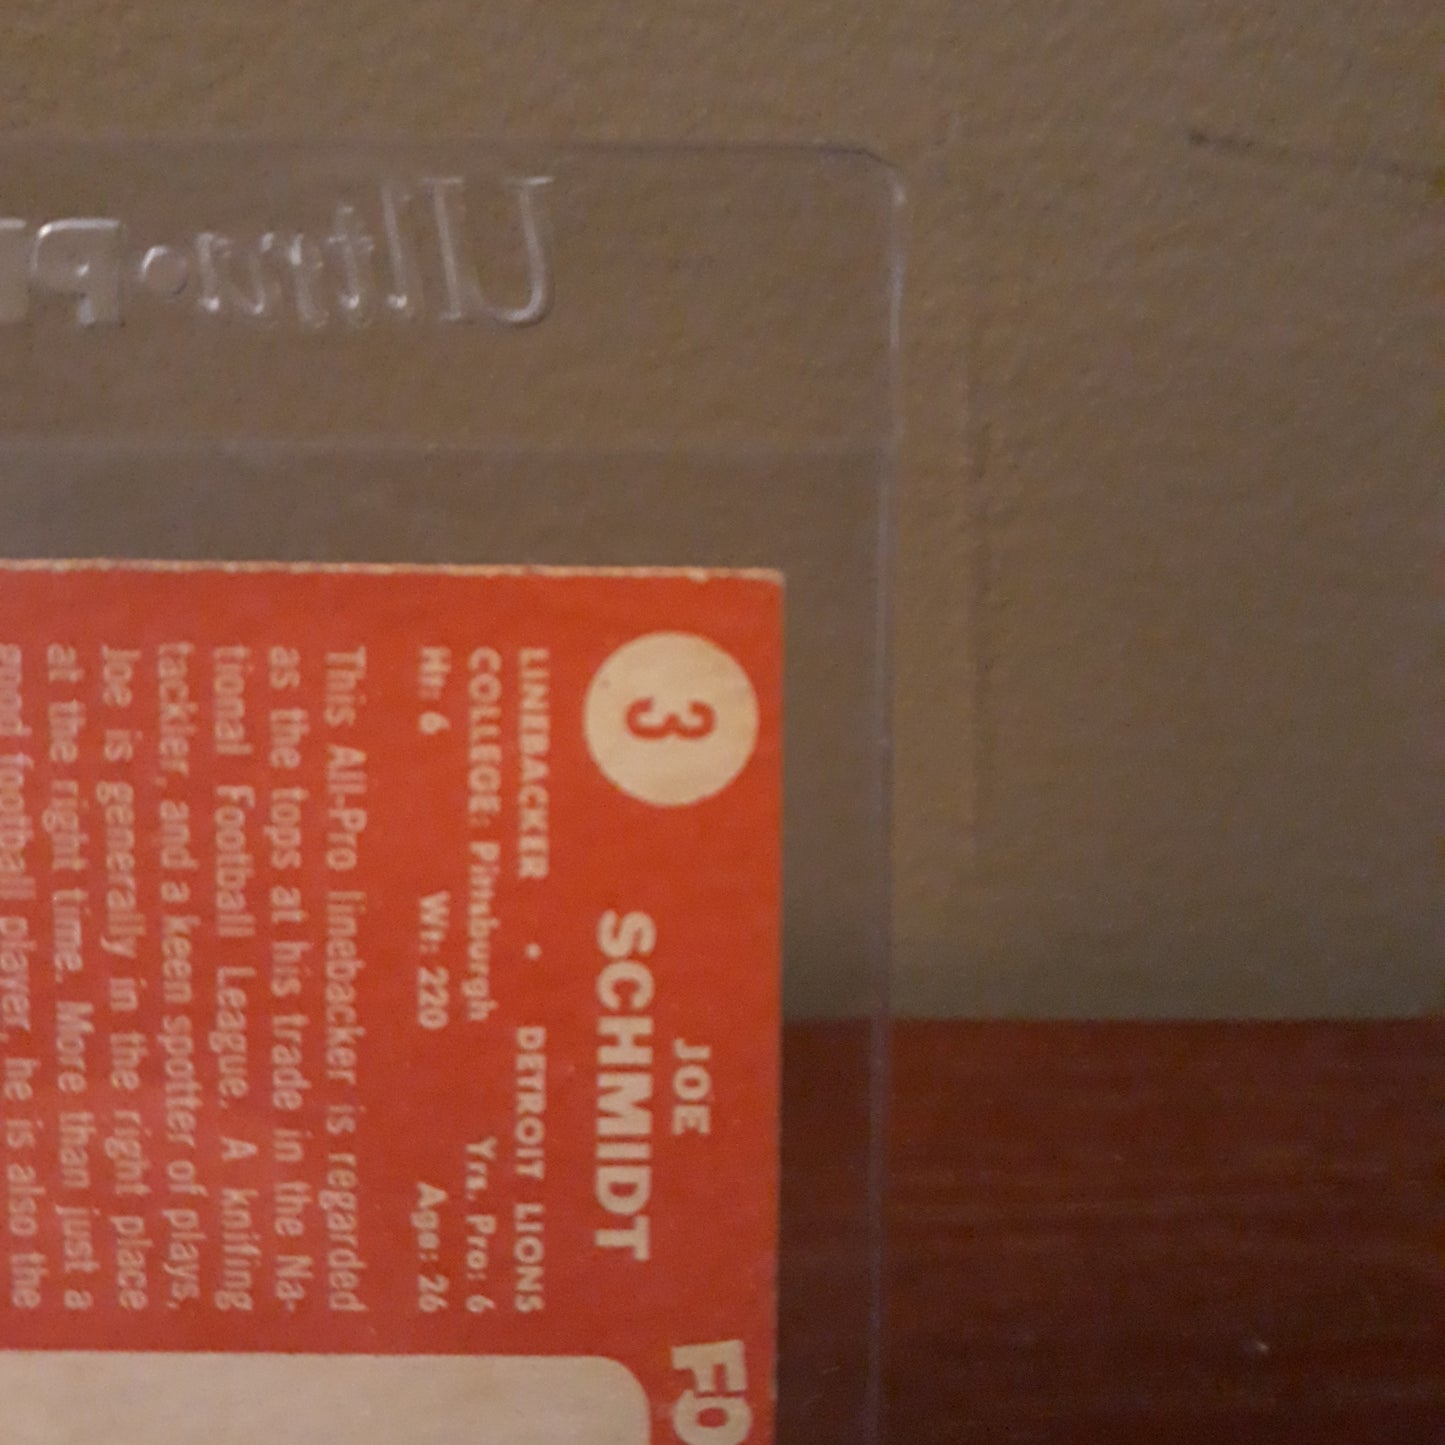 Ultra•P
3
JOE
SCHMIDT
LINEBACKER • DETROIT LIONS
COLLEGE: Pittsburgh Yrs. Pro: 6
Ht: 6 Wt: 220 Age: 26
This All-Pro linebacker is regarded
as the tops at his trade in the Na-
tional Football League. A knifing
tackler, and a keen spotter of plays,
Joe is generally in the right place
at the right time. More than just a
good football player, he is also the
FO